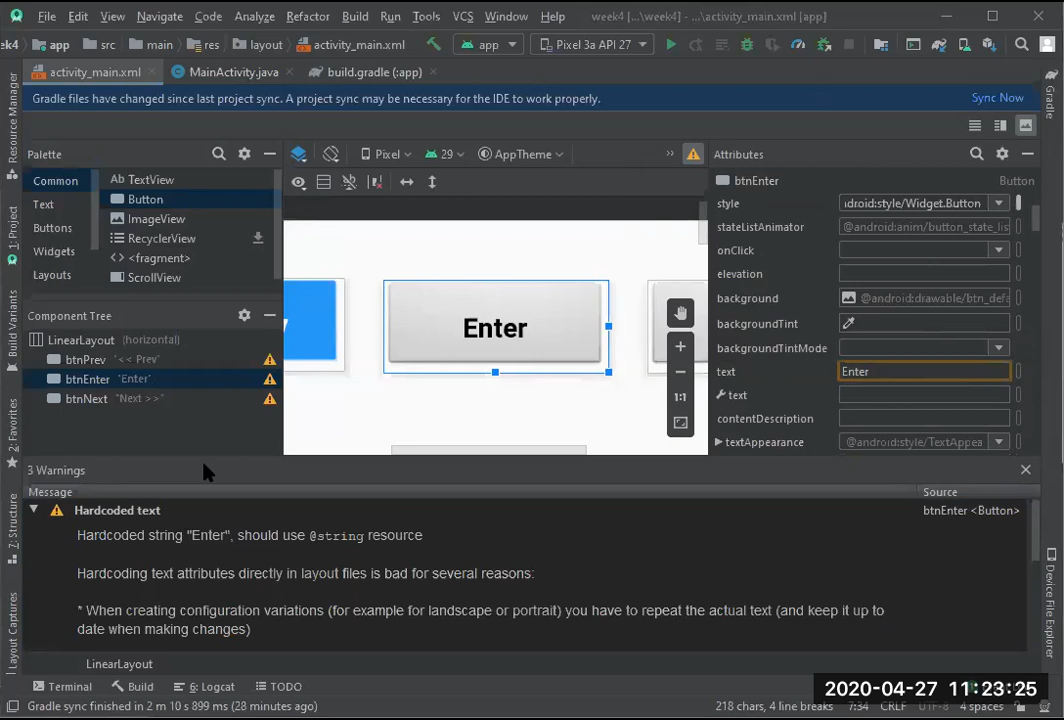 File Edit View Navigate Code Analyze Refactor Build Run Tools VCS Window Help week4 [...\week4] - ...\activity_main.xml [app]
ek4 app src main res layout activity_main.xml app Pixel 3a API 27
activity_main.xml MainActivity.java build.gradle (:app)
Gradle files have changed since last project sync. A project sync may be necessary for the IDE to work properly. Sync Now
Palette
Common
Text
Buttons
Widgets
Layouts
Ab TextView
Button
ImageView
RecyclerView
<> <fragment>
ScrollView
Pixel 29 AppTheme »
Component Tree
LinearLayout (horizontal)
btnPrev "<< Prev"
btnEnter "Enter"
btnNext "Next >>"
Enter
1:1
Attributes
btnEnter Button
style
stateListAnimator @android:anim/button_state_lis
onClick
elevation
background @android:drawable/btn_defa
backgroundTint
backgroundTintMode
text Enter
text
contentDescription
textAppearance @android:style/TextAppea
3 Warnings
Message Source
Hardcoded text btnEnter <Button>
Hardcoded string "Enter", should use @string resource
Hardcoding text attributes directly in layout files is bad for several reasons:
* When creating configuration variations (for example for landscape or portrait) you have to repeat the actual text (and keep it up to
date when making changes)
LinearLayout
Terminal Build 6: Logcat TODO
2020-04-27 11:23:25
Gradle sync finished in 2 m 10 s 899 ms (28 minutes ago) 218 chars, 4 line breaks 7:34 CRLF UTF-8 4 spaces
Resource Manager
1: Project
Build Variants
2: Favorites
7: Structure
Layout Captures
Gradle
Device File Explorer